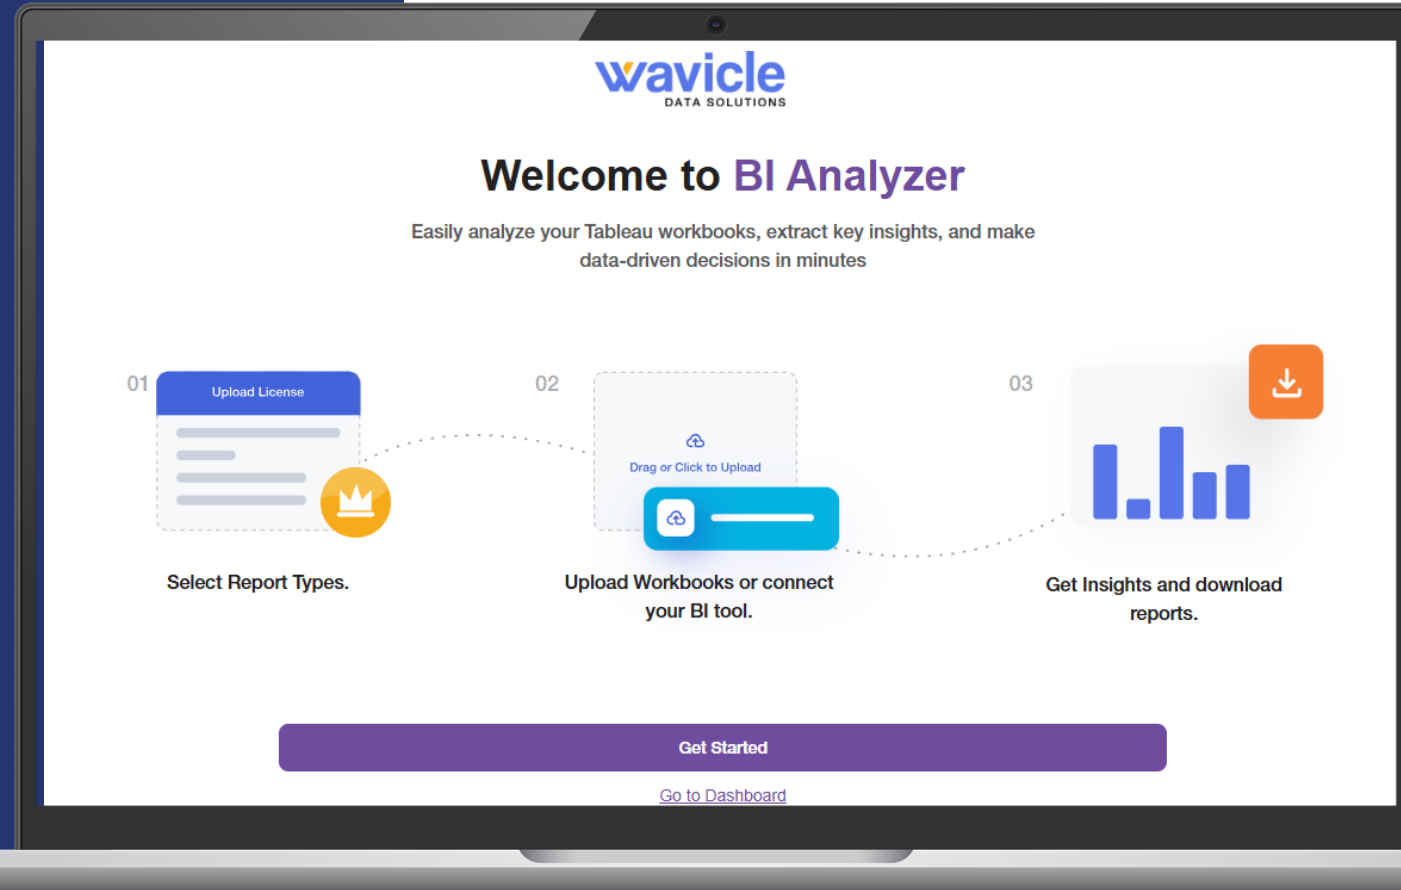 wavicle
DATA SOLUTIONS
Welcome to BI Analyzer
Easily analyze your Tableau workbooks, extract key insights, and make
data-driven decisions in minutes
01
Upload License
Select Report Types.
02
Drag or Click to Upload
Upload Workbooks or connect
your BI tool.
03
Get Insights and download
reports.
Get Started
Go to Dashboard